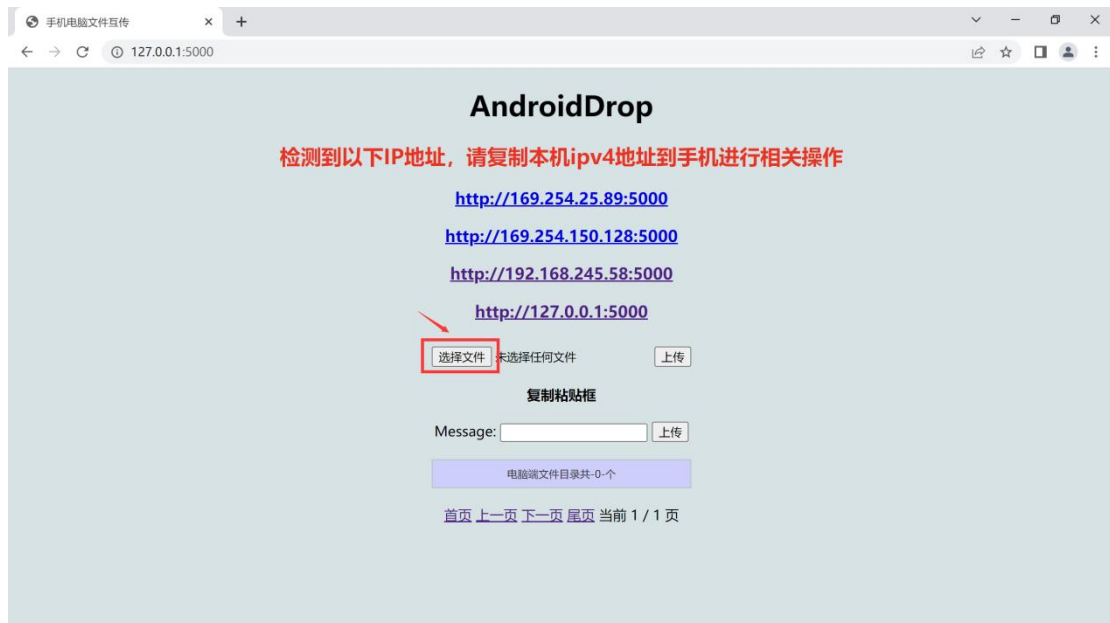 手机电脑文件互传
127.0.0.1:5000
AndroidDrop
检测到以下IP地址，请复制本机ipv4地址到手机进行相关操作
http://169.254.25.89:5000
http://169.254.150.128:5000
http://192.168.245.58:5000
http://127.0.0.1:5000
选择文件 未选择任何文件 上传
复制粘贴框
Message: 上传
电脑端文件目录共-0-个
首页 上一页 下一页 尾页 当前 1 / 1 页